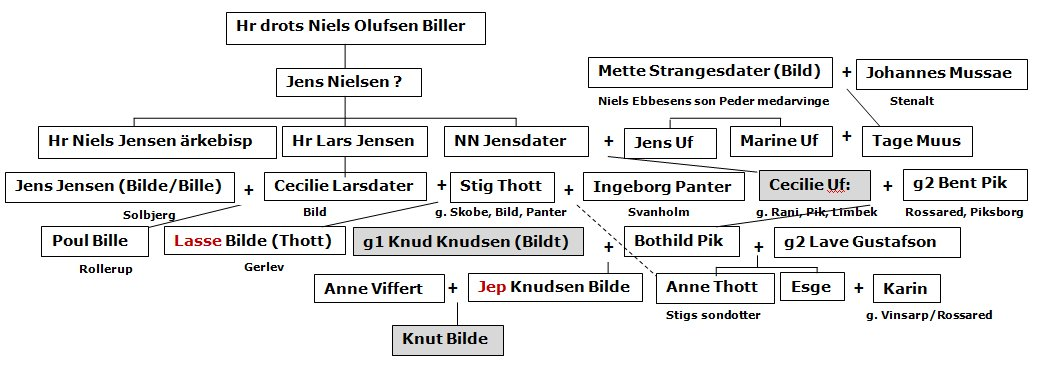 Hr drots Niels Olufsen Biller
Jens Nielsen ?
Mette Strangesdater (Bild) + Johannes Mussae
Niels Ebbesens son Peder medarvinge Stenalt
Hr Niels Jensen ärkebisp Hr Lars Jensen NN Jensdater + Jens Uf Marine Uf + Tage Muus
Jens Jensen (Bilde/Bille) + Cecilie Larsdater + Stig Thott + Ingeborg Panter Cecilie Uf: + g2 Bent Pik
Solbjerg Bild g. Skobe, Bild, Panter Svanholm g. Rani, Pik, Limbek Rossared, Piksborg
Poul Bille Lasse Bilde (Thott) g1 Knud Knudsen (Bildt) + Bothild Pik + g2 Lave Gustafson
Rollerup Gerlev
Anne Viffert + Jep Knudsen Bilde Anne Thott Esge + Karin
Stigs sondotter g. Vinsarp/Rossared
Knut Bilde